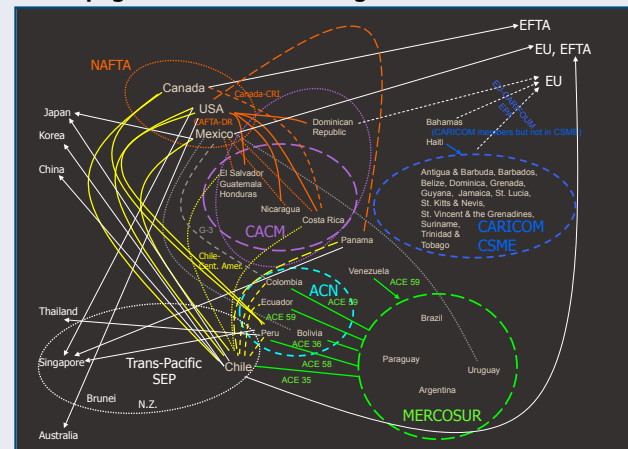 EFTA
NAFTA
EU, EFTA
Canada
Canada-CRI
EU
USA
Japan
CAFTA-DR
Mexico
Dominican
Republic
Bahamas
(CARICOM members but not in CSME)
Haiti
Korea
China
El Salvador
Guatemala
Honduras
Nicaragua
Costa Rica
CACM
G-3
Panama
Antigua & Barbuda, Barbados,
Belize, Dominica, Grenada,
Guyana, Jamaica, St. Lucia,
St. Kitts & Nevis,
St. Vincent & the Grenadines,
Suriname,
Trinidad &
Tobago
CARICOM
CSME
Chile-
Cent. Amer.
Colombia
ACN
Venezuela
ACE 59
ACE 59
Ecuador
ACE 59
Thailand
Peru
Bolivia
ACE 36
Brazil
Singapore
Trans-Pacific
SEP
Chile
ACE 58
ACE 35
Paraguay
Uruguay
Argentina
Brunei
N.Z.
MERCOSUR
Australia